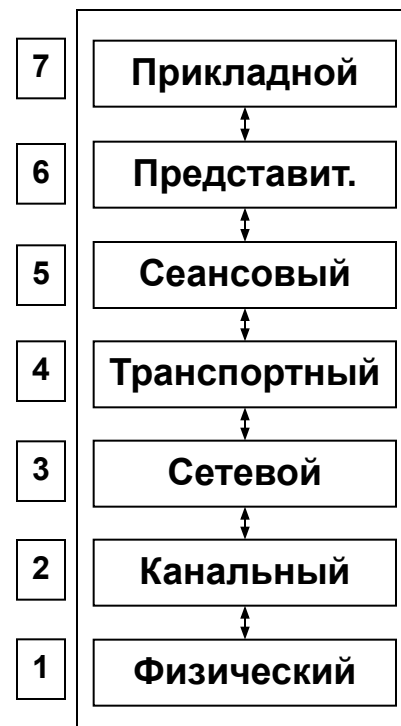 7 Прикладной
6 Представит.
5 Сеансовый
4 Транспортный
3 Сетевой
2 Канальный
1 Физический